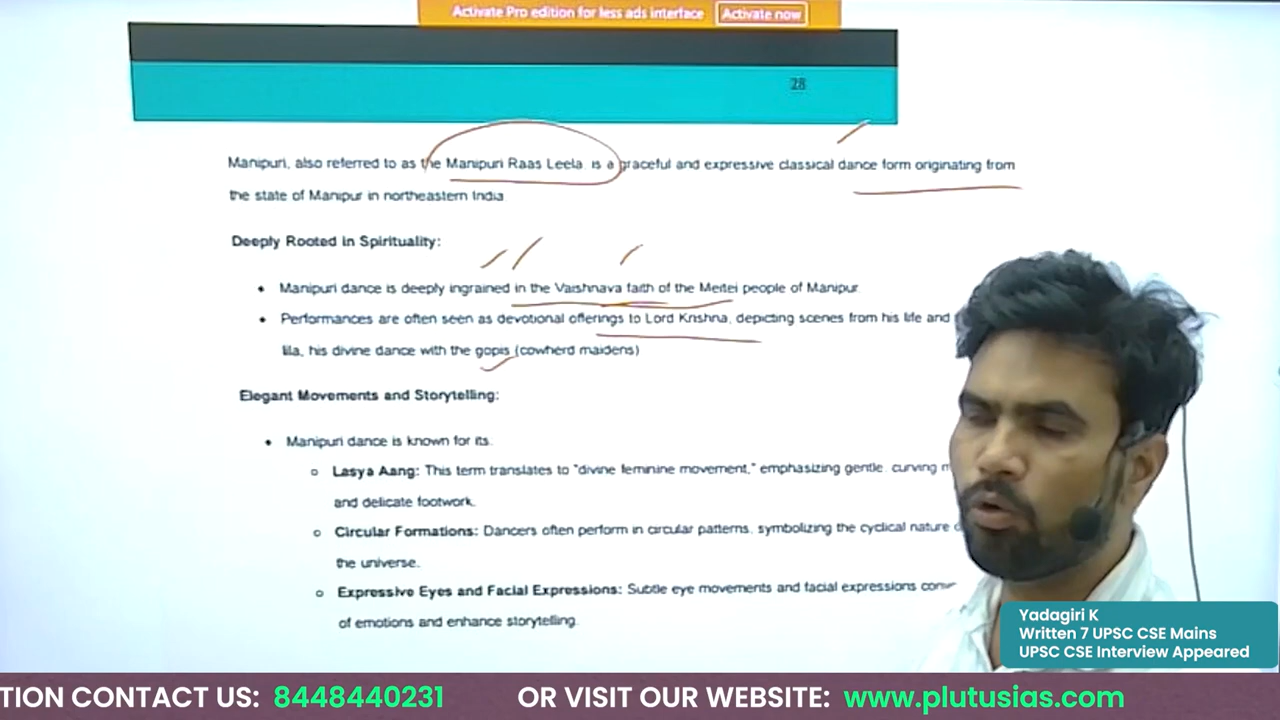 Activate Pro edition for less ads interface Activate now
28
Manipuri, also referred to as the Manipuri Raas Leela, is a graceful and expressive classical dance form originating from
the state of Manipur in northeastern India
Deeply Rooted in Spirituality:
• Manipuri dance is deeply ingrained in the Vaishnava faith of the Meitei people of Manipur.
• Performances are often seen as devotional offerings to Lord Krishna, depicting scenes from his life and
lila, his divine dance with the gopis (cowherd maidens)
Elegant Movements and Storytelling:
• Manipuri dance is known for its.
o Lasya Aang: This term translates to "divine feminine movement," emphasizing gentle, curving
and delicate footwork.
o Circular Formations: Dancers often perform in circular patterns, symbolizing the cyclical nature
the universe.
o Expressive Eyes and Facial Expressions: Subtle eye movements and facial expressions
of emotions and enhance storytelling.
Yadagiri K
Written 7 UPSC CSE Mains
UPSC CSE Interview Appeared
TION CONTACT US: 8448440231 OR VISIT OUR WEBSITE: www.plutusias.com